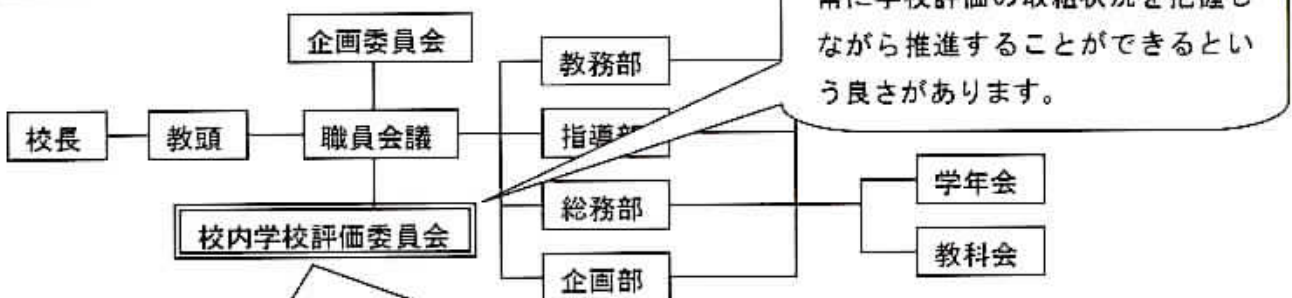 常に学校評価の取組状況を把握し
ながら推進することができるとい
う良さがあります。
企画委員会
教務部
校長
教頭
職員会議
指導部
学年会
総務部
校内学校評価委員会
教科会
企画部